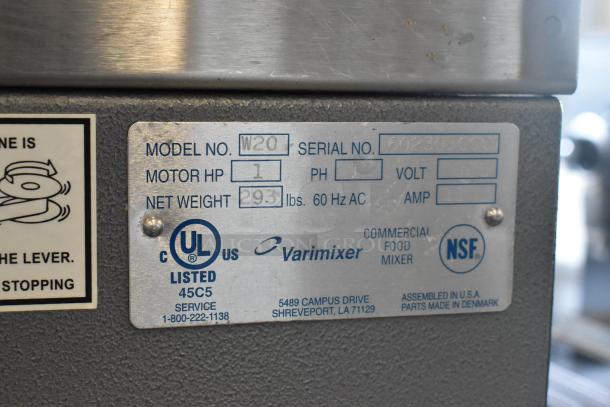 NE IS
HE LEVER.
STOPPING
MODEL NO. W20 SERIAL NO.
MOTOR HP 1 PH VOLT
NET WEIGHT 293 lbs. 60 Hz AC AMP
C UL US
®
LISTED
45C5
SERVICE
1-800-222-1138
Varimixer
5489 CAMPUS DRIVE
SHREVEPORT, LA 71129
COMMERCIAL
FOOD
MIXER
NSF
ASSEMBLED IN U.S.A.
PARTS MADE IN DENMARK